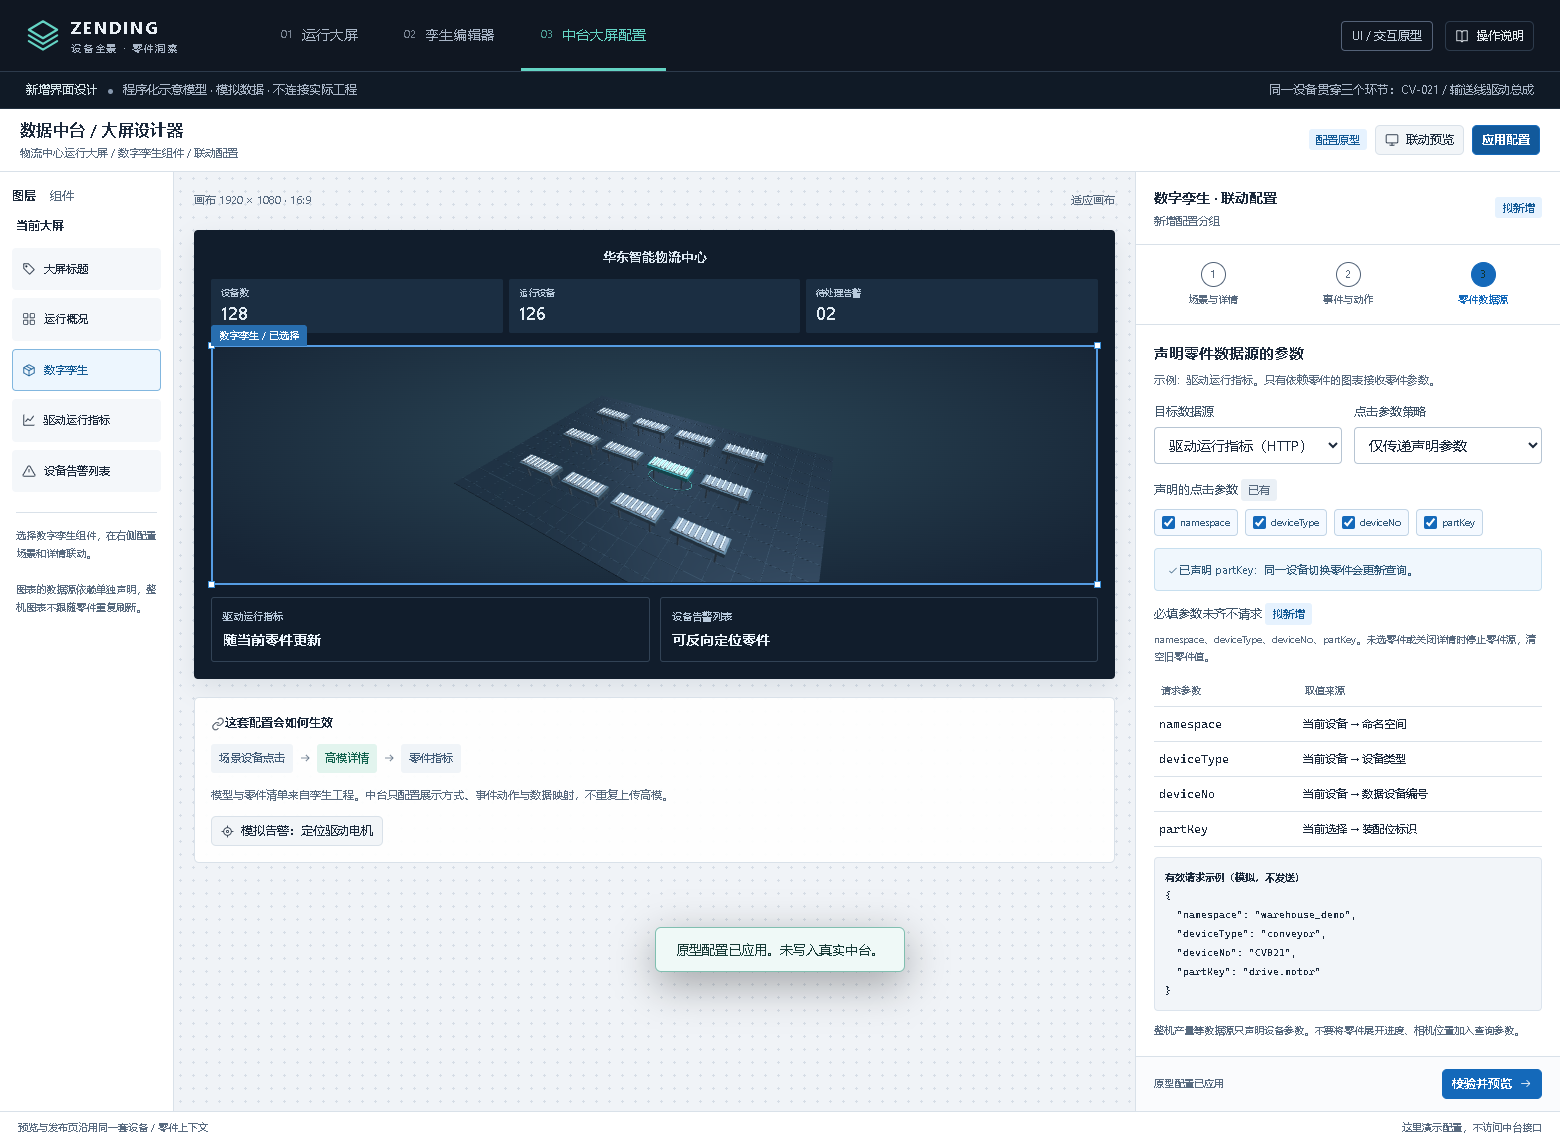 ZENDING
设备全景 · 零件洞察
01 运行大屏
02 孪生编辑器
03 中台大屏配置
UI / 交互原型
操作说明
新增界面设计 ● 程序化示意模型 · 模拟数据 · 不连接实际工程
同一设备贯穿三个环节：CV-021 / 输送线驱动总成
数据中台 / 大屏设计器
物流中心运行大屏 / 数字孪生组件 / 联动配置
配置原型
联动预览
应用配置
图层 组件
当前大屏
大屏标题
运行概况
数字孪生
驱动运行指标
设备告警列表
选择数字孪生组件，在右侧配置
场景和详情联动。
图表的数据源依赖单独声明，整
机图表不跟随零件重复刷新。
画布 1920 × 1080 · 16:9
适应画布
华东智能物流中心
设备数
128
运行设备
126
待处理告警
02
数字孪生 / 已选择
驱动运行指标
随当前零件更新
设备告警列表
可反向定位零件
这套配置会如何生效
场景设备点击 → 高模详情 → 零件指标
模型与零件清单来自孪生工程。中台只配置展示方式、事件动作与数据映射，不重复上传高模。
模拟告警：定位驱动电机
原型配置已应用。未写入真实中台。
数字孪生 · 联动配置
新增配置分组
拟新增
1
场景与详情
2
事件与动作
3
零件数据源
声明零件数据源的参数
示例：驱动运行指标。只有依赖零件的图表接收零件参数。
目标数据源
驱动运行指标（HTTP）
点击参数策略
仅传递声明参数
声明的点击参数 已有
namespace
deviceType
deviceNo
partKey
✓已声明 partKey：同一设备切换零件会更新查询。
必填参数未齐不请求 拟新增
namespace、deviceType、deviceNo、partKey。未选零件或关闭详情时停止零件源，清
空旧零件值。
请求参数 取值来源
namespace 当前设备 → 命名空间
deviceType 当前设备 → 设备类型
deviceNo 当前设备 → 数据设备编号
partKey 当前选择 → 装配位标识
有效请求示例（模拟，不发送）
{
"namespace": "warehouse_demo",
"deviceType": "conveyor",
"deviceNo": "CV021",
"partKey": "drive.motor"
}
整机产量等数据源只声明设备参数。不要将零件展开进度、相机位置加入查询参数。
原型配置已应用
校验并预览 →
预览与发布页沿用同一套设备 / 零件上下文
这里演示配置，不访问中台接口